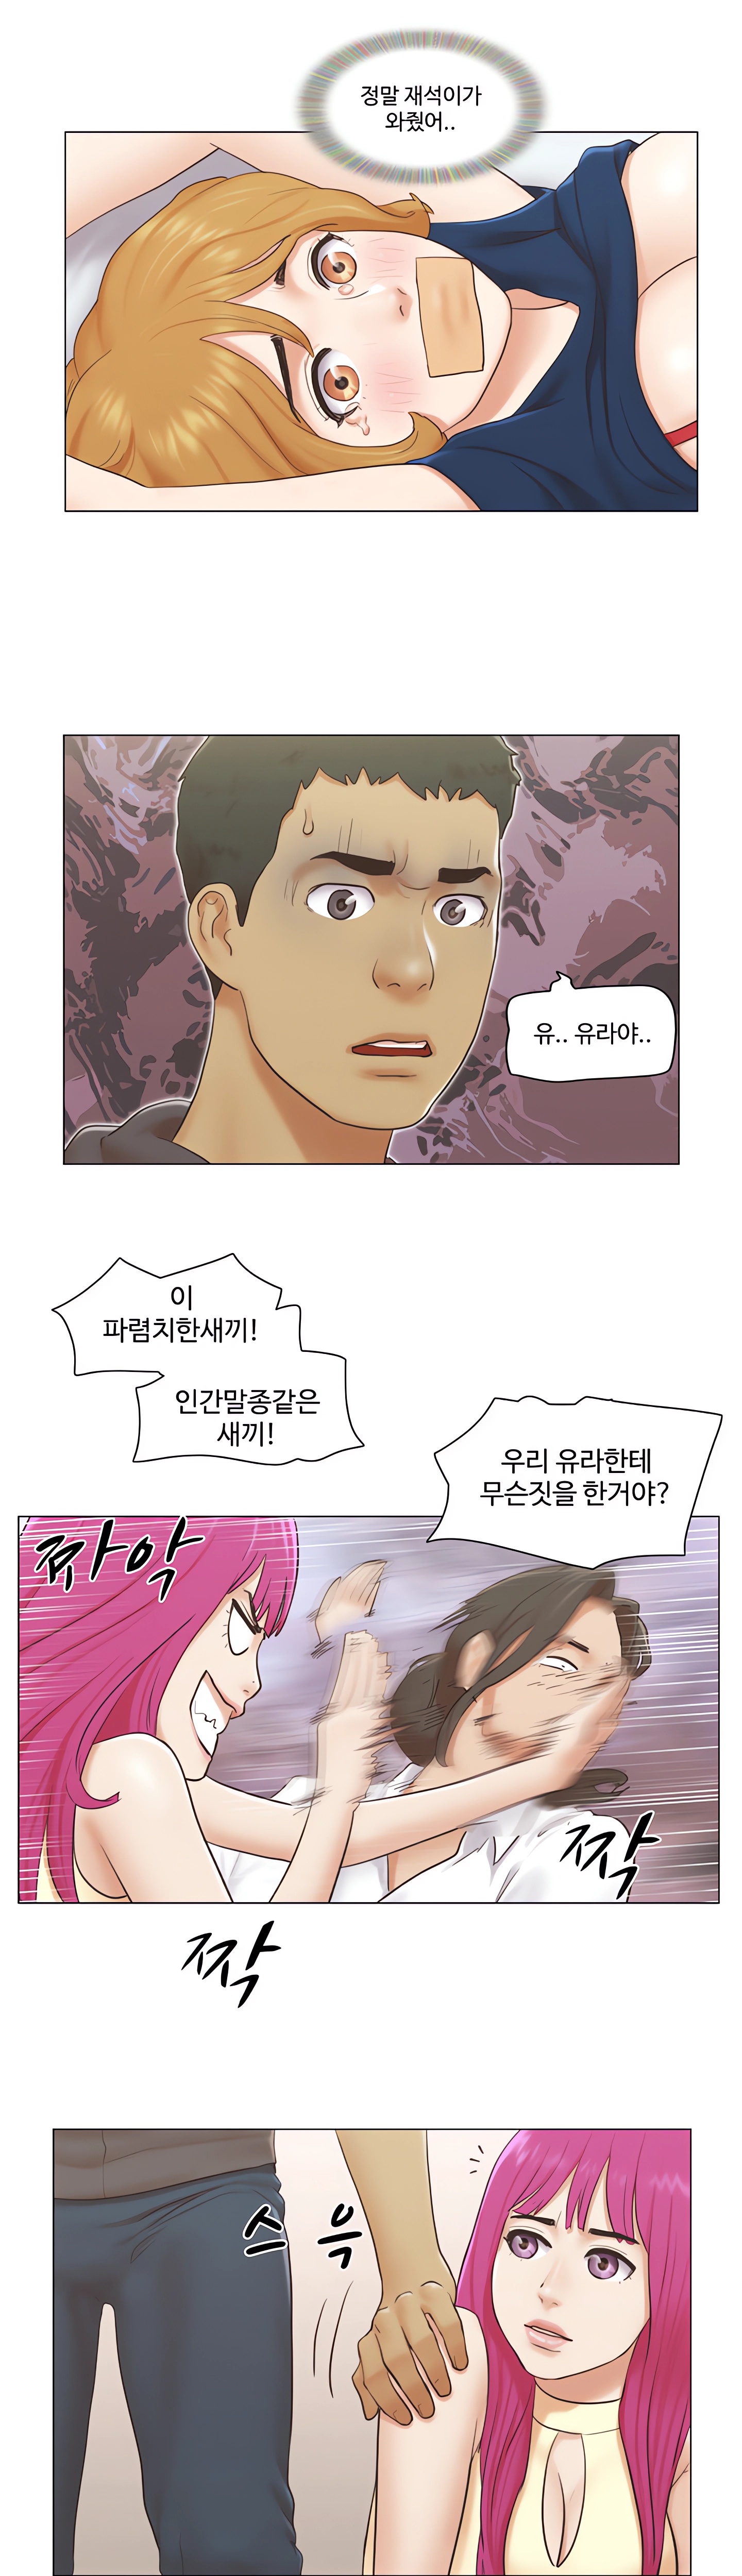 정말 재석이가
와줬어..
유.. 유라야..
이
파렴치한새끼!
인간말종같은
새끼!
우리 유라한테
무슨짓을 한거야?
짜악
짝
짝
스윽